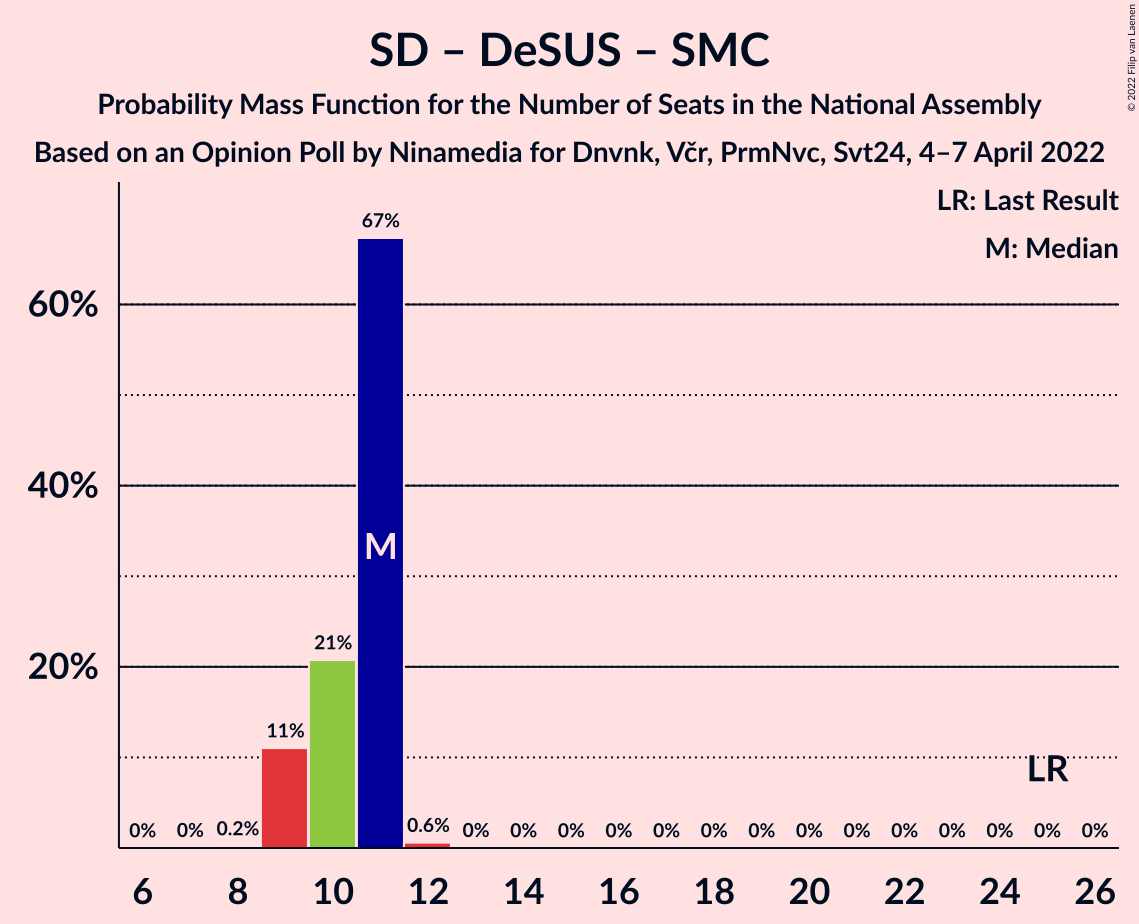 SD – DeSUS – SMC
Probability Mass Function for the Number of Seats in the National Assembly
Based on an Opinion Poll by Ninamedia for Dnvnk, Včr, PrmNvc, Svt24, 4–7 April 2022
© 2022 Filip van Laenen
LR: Last Result
M: Median
67%
60%
40%
M
21%
20%
11%
LR
0% 0% 0.2% 0.6% 0% 0% 0% 0% 0% 0% 0% 0% 0% 0% 0% 0% 0% 0%
6 8 10 12 14 16 18 20 22 24 26